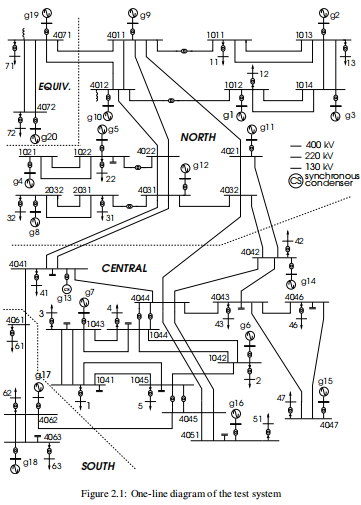 g19 g9 g2
4071 4011 1011 1013
71 11 13
EQUIV. 4012 12
1012 1014
4072 g10 g1 g3
72 g20 g5 NORTH g11
1021 1022 4022 4021
g4 22 g12
2032 2031 4031 4032
32 g8 31
400 kV
220 kV
130 kV
synchronous
condenser
42
4042
4041 CENTRAL g14
41 g13 g7 4044 4043 4046
4061 3 4 43 46
61 1043 1044 g6
g17 1042
1041 1045 2 g15
62 1 5 g16 47
4062 4045 51 4047
4063 4051
g18 63 SOUTH
Figure 2.1: One-line diagram of the test system